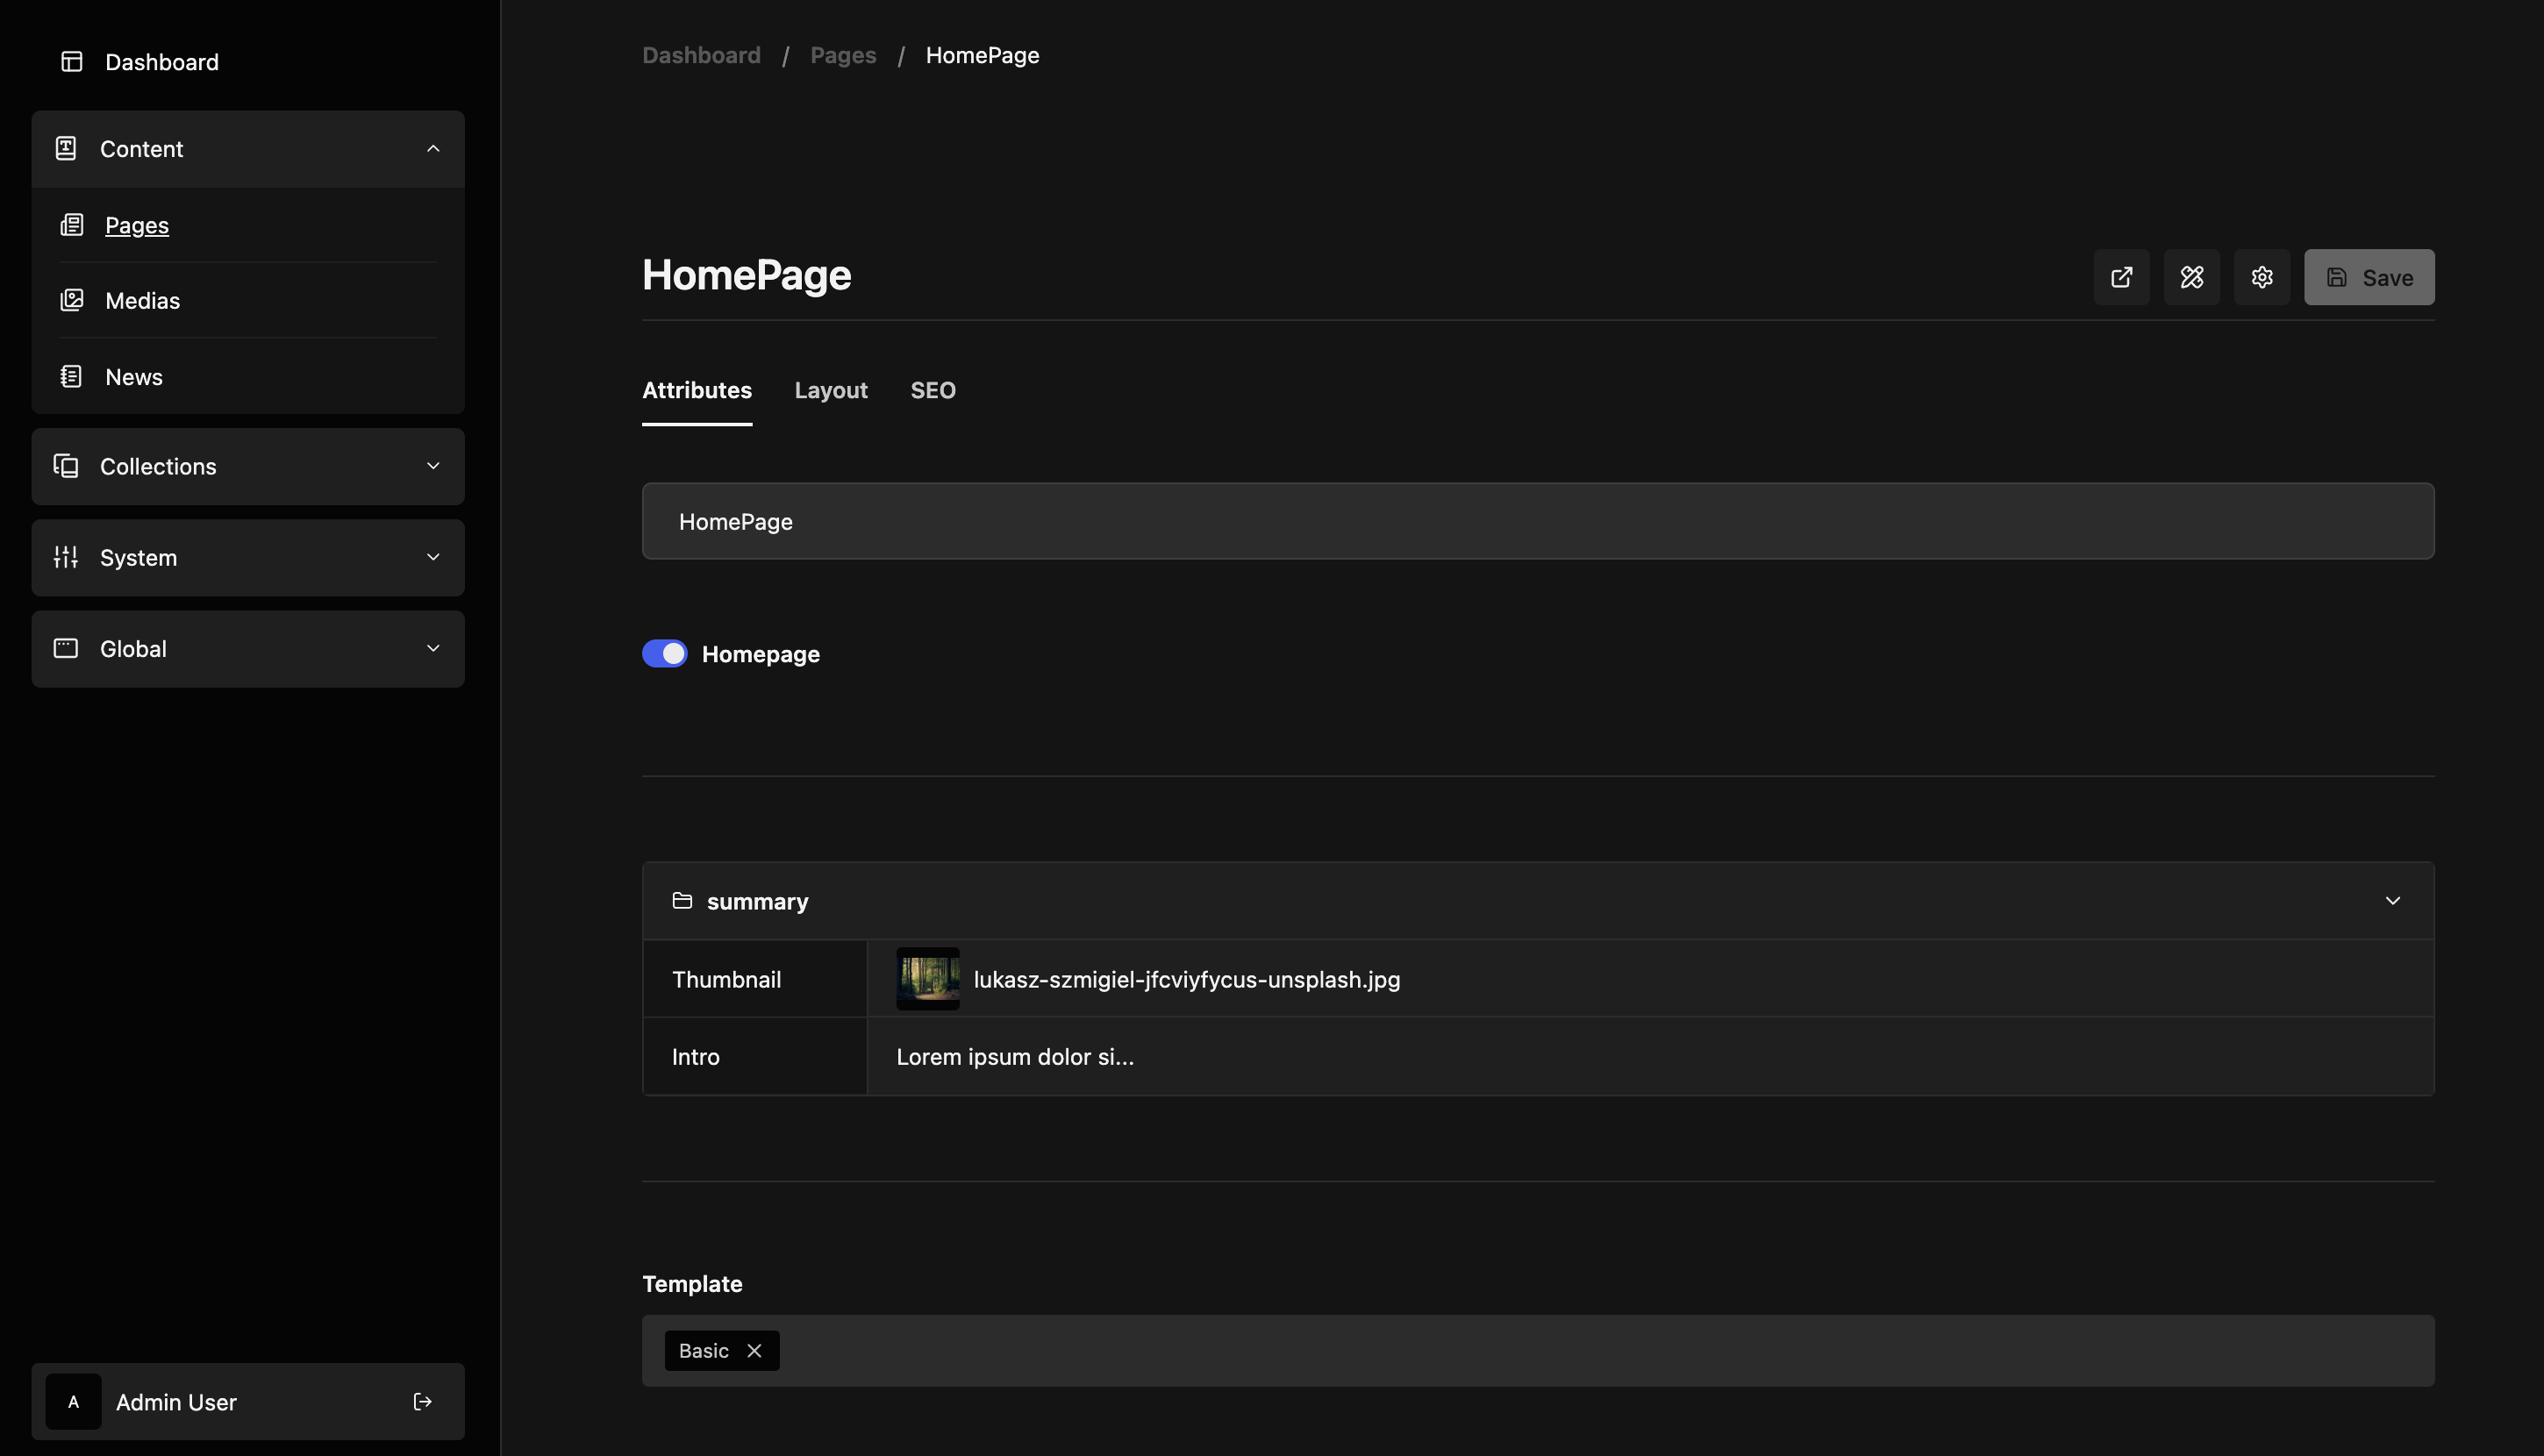 Dashboard
Content
Pages
Medias
News
Collections
System
Global
A
Admin User
Dashboard / Pages / HomePage
HomePage
Save
Attributes Layout SEO
HomePage
Homepage
summary
Thumbnail lukasz-szmigiel-jfcviyfycus-unsplash.jpg
Intro Lorem ipsum dolor si...
Template
Basic